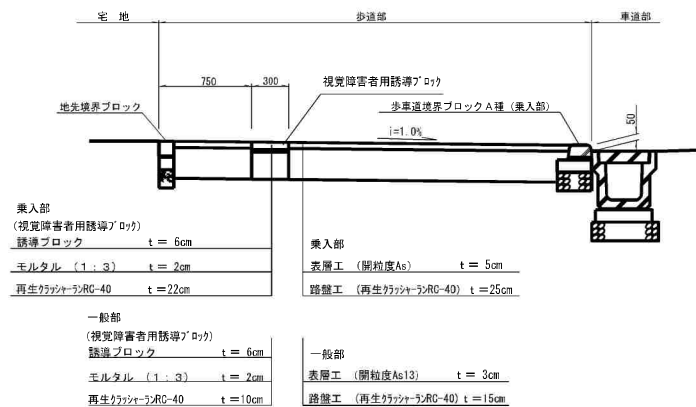 宅 地
歩道部
車道部
750
300
視覚障害者用誘導ブロック
地先境界ブロック
歩車道境界ブロックA種（乗入部）
50
i=1.0%
乗入部
(視覚障害者用誘導ブロック)
誘導ブロック t = 6cm
モルタル (1:3) t = 2cm
再生クラッシャーランRC-40 t=22cm
乗入部
表層工 (開粒度As) t = 5cm
路盤工 (再生クラッシャーランRC-40) t=25cm
一般部
(視覚障害者用誘導ブロック)
誘導ブロック t = 6cm
モルタル (1:3) t = 2cm
再生クラッシャーランRC-40 t=10cm
一般部
表層工 (開粒度As13) t = 3cm
路盤工 (再生クラッシャーランRC-40) t=15cm